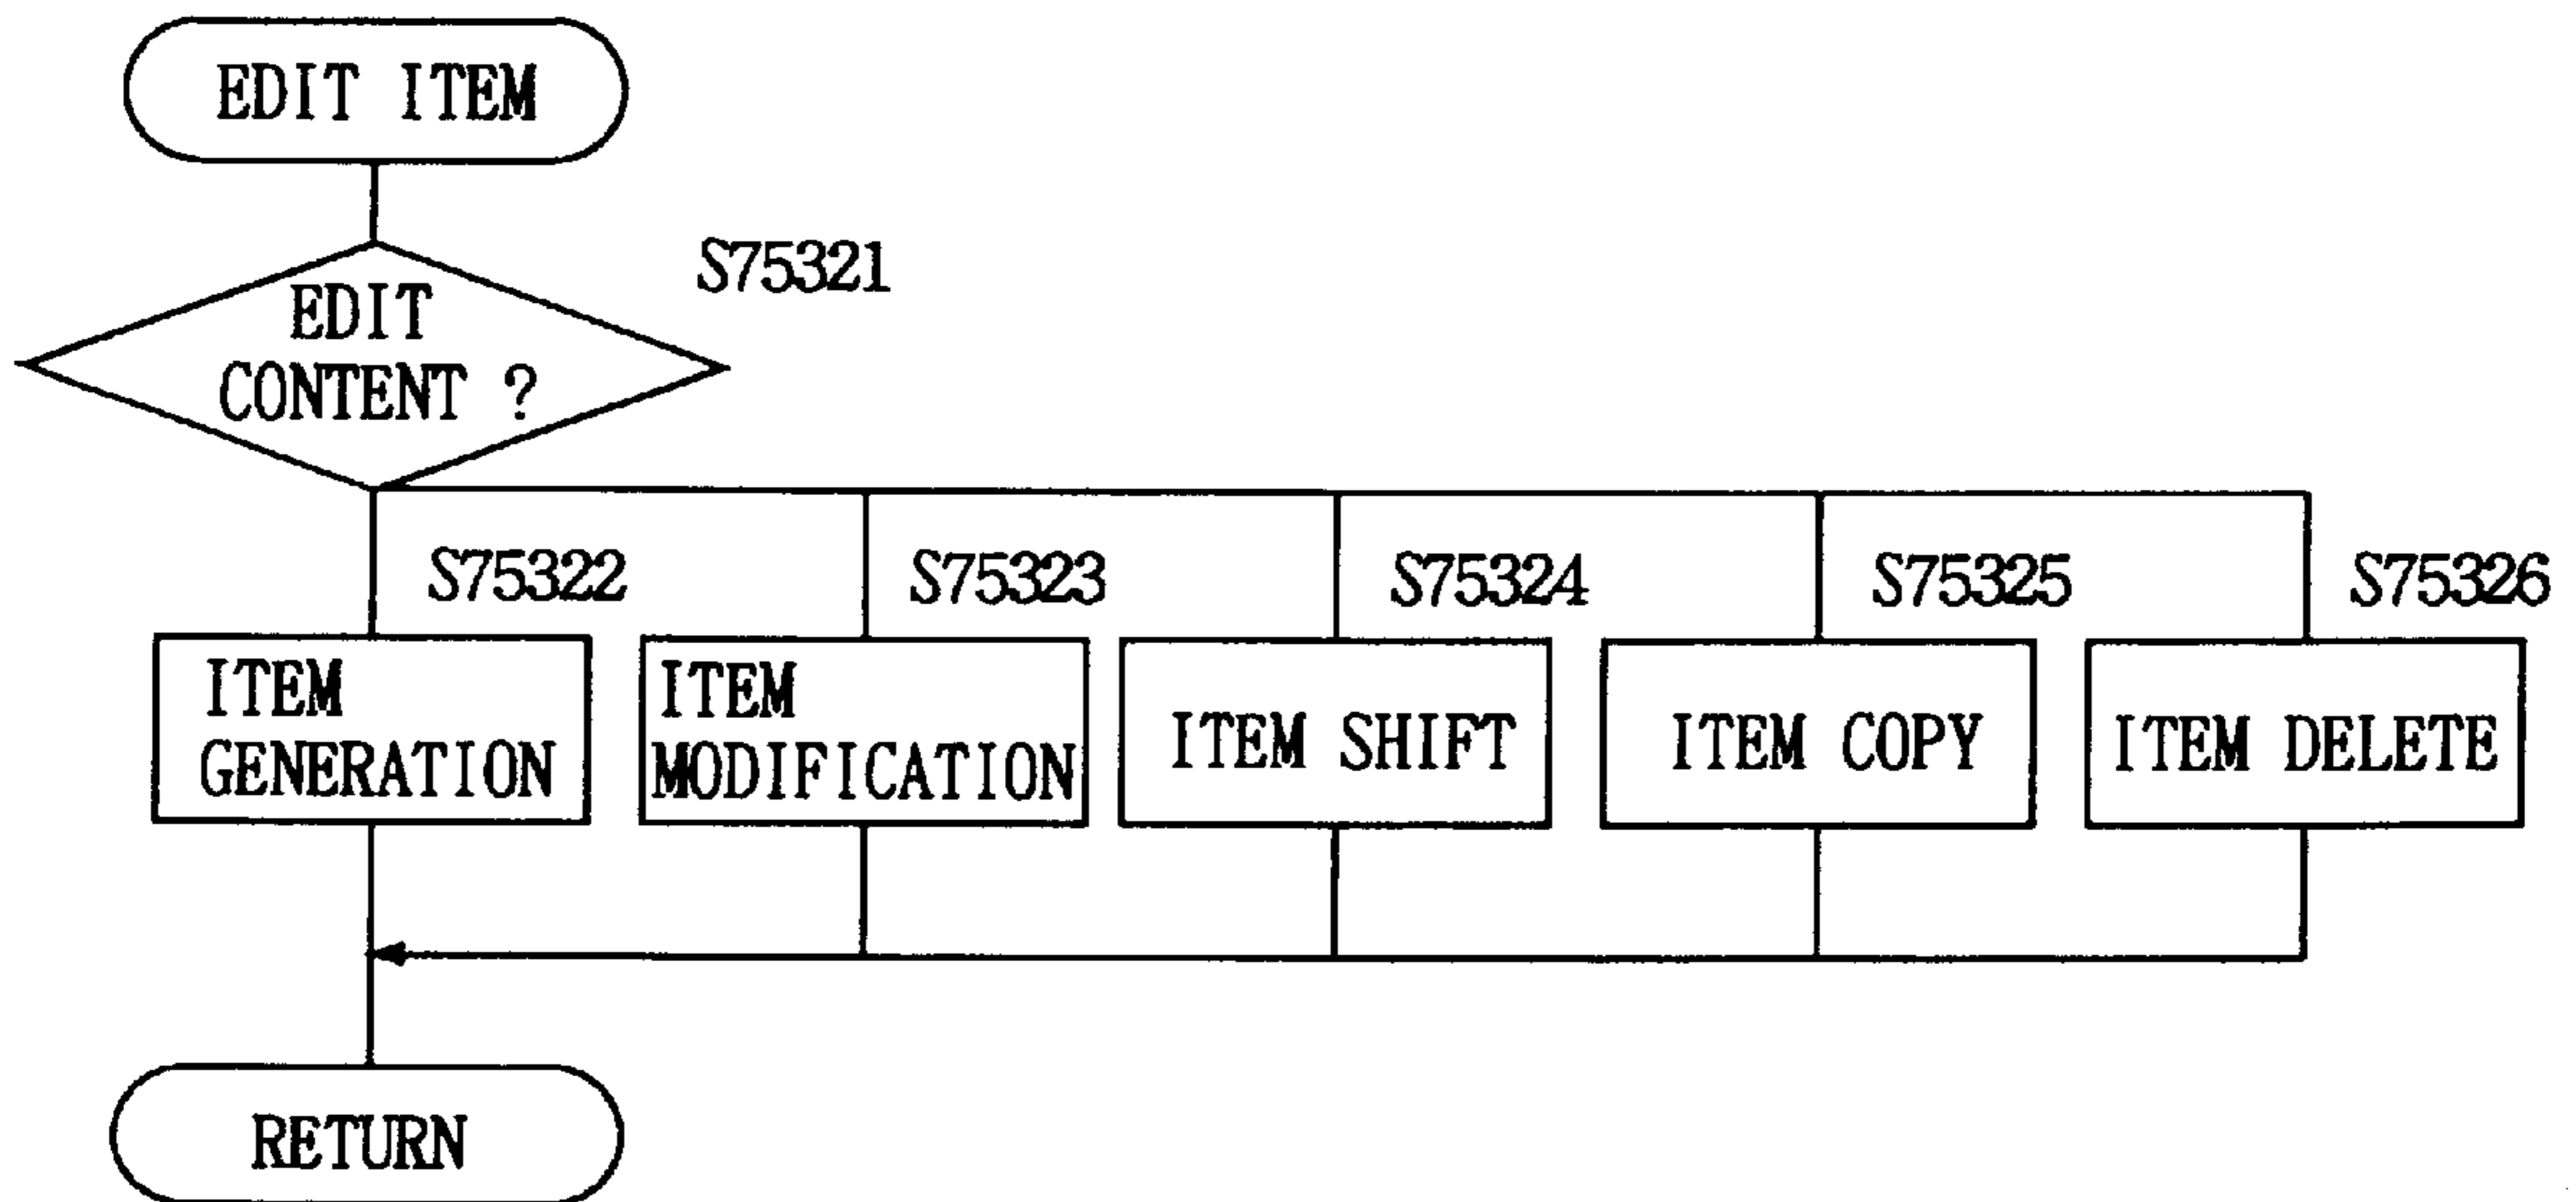 EDIT ITEM
S75321
EDIT
CONTENT ?
S75322
S75323
S75324
S75325
S75326
ITEM
GENERATION
ITEM
MODIFICATION
ITEM SHIFT
ITEM COPY
ITEM DELETE
RETURN